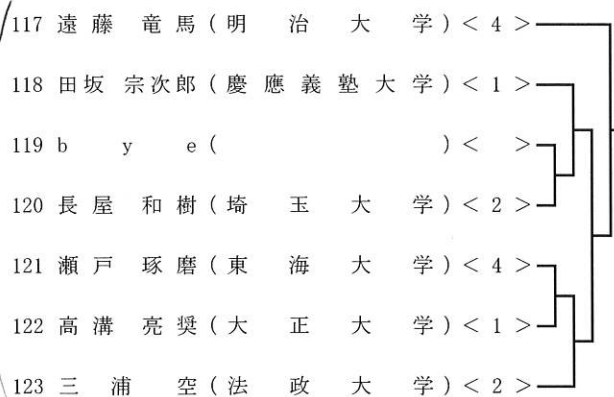 117 遠藤 竜馬 (明治大学) < 4 >
118 田坂 宗次郎 (慶應義塾大学) < 1 >
119 bye ( ) < >
120 長屋 和樹 (埼玉大学) < 2 >
121 瀬戸 琢磨 (東海大学) < 4 >
122 高溝 亮奨 (大正大学) < 1 >
123 三浦 空 (法政大学) < 2 >